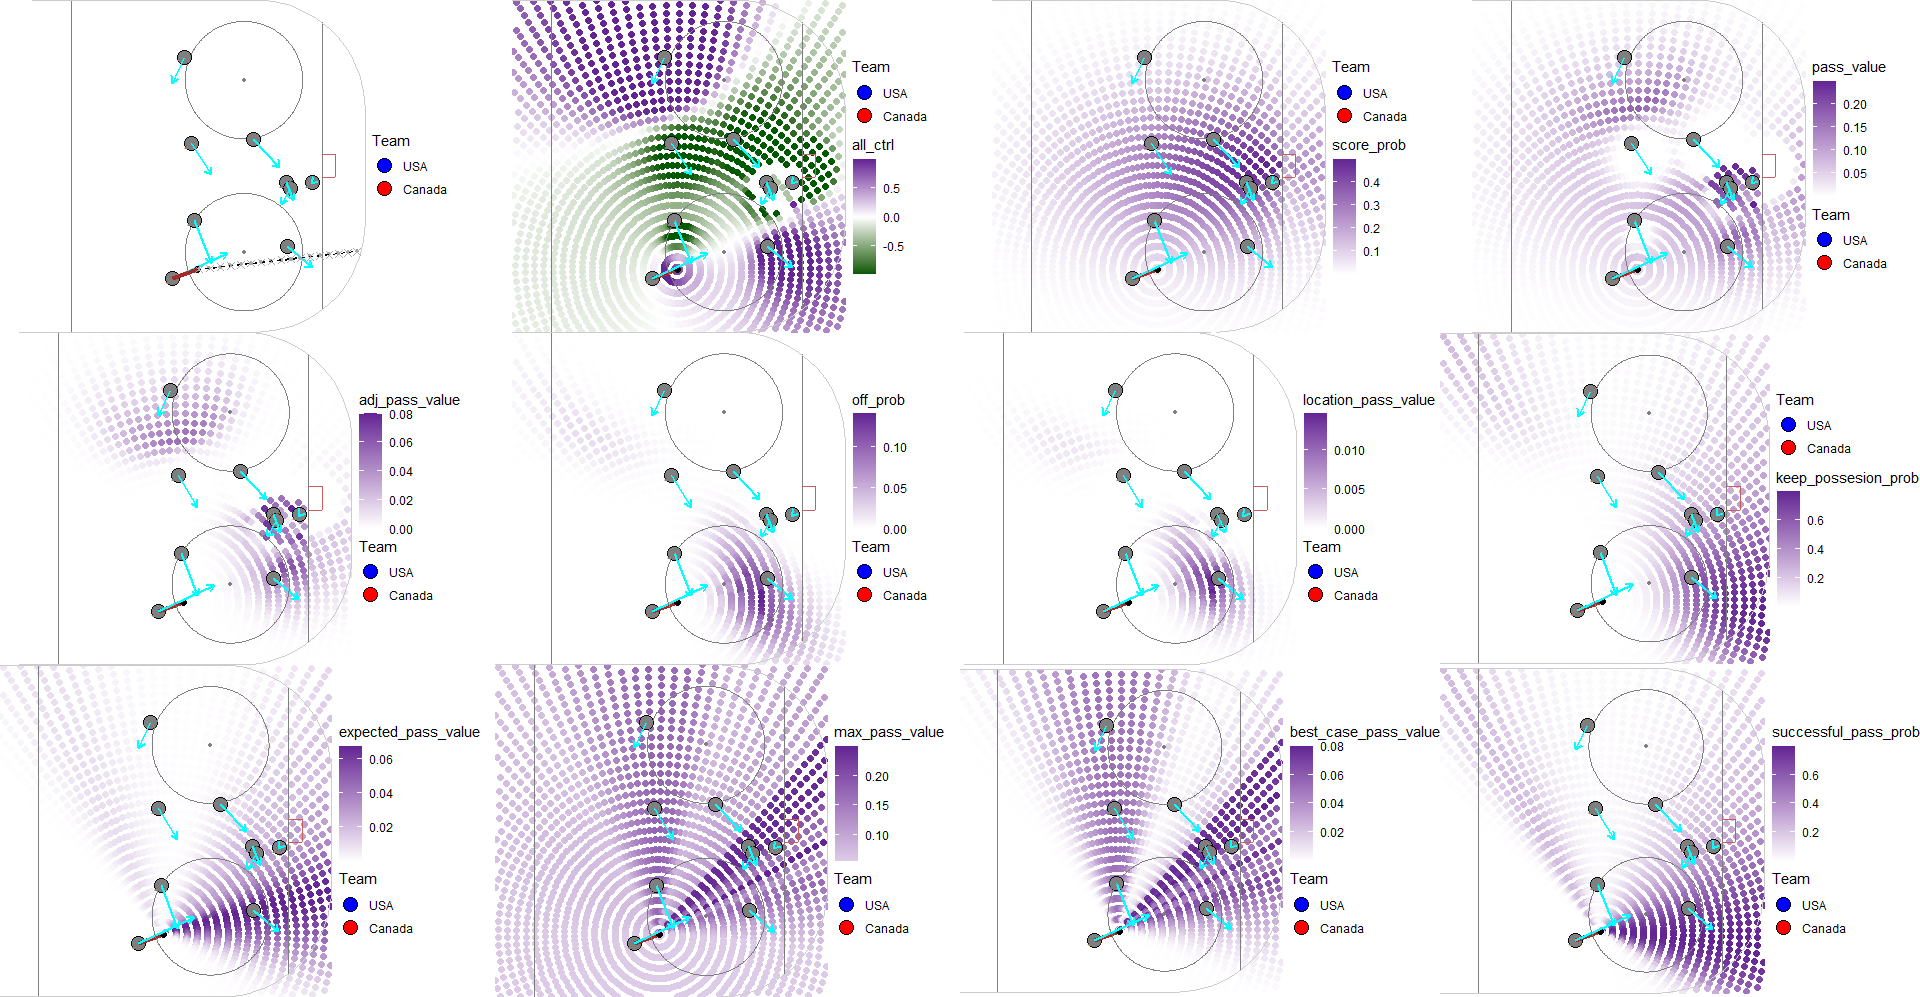 Team
USA
Canada
Team
USA
Canada
all_ctrl
0.5
0.0
-0.5
Team
USA
Canada
score_prob
0.4
0.3
0.2
0.1
pass_value
0.20
0.15
0.10
0.05
Team
USA
Canada
adj_pass_value
0.08
0.06
0.04
0.02
0.00
Team
USA
Canada
off_prob
0.10
0.05
0.00
Team
USA
Canada
location_pass_value
0.010
0.005
0.000
Team
USA
Canada
Team
USA
Canada
keep_possesion_prob
0.6
0.4
0.2
expected_pass_value
0.06
0.04
0.02
Team
USA
Canada
max_pass_value
0.20
0.15
0.10
Team
USA
Canada
best_case_pass_value
0.08
0.06
0.04
0.02
Team
USA
Canada
successful_pass_prob
0.6
0.4
0.2
Team
USA
Canada